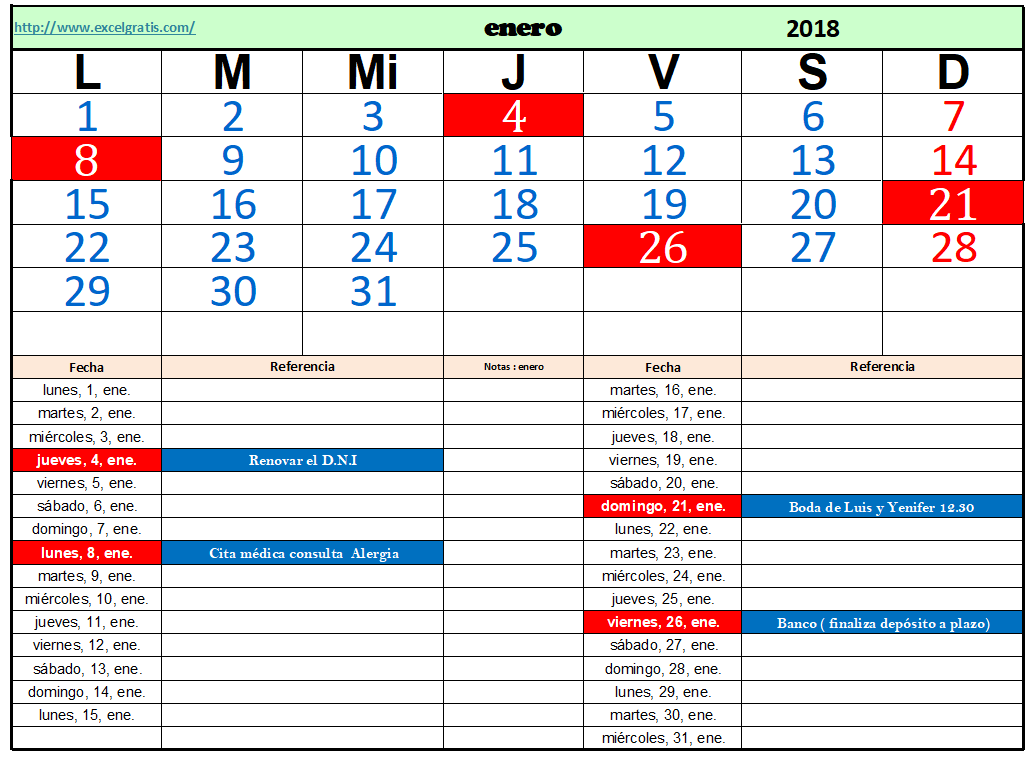 http://www.excelgratis.com/ enero 2018
L M Mi J V S D
1 2 3 4 5 6 7
8 9 10 11 12 13 14
15 16 17 18 19 20 21
22 23 24 25 26 27 28
29 30 31
Fecha Referencia Notas : enero Fecha Referencia
lunes, 1, ene. martes, 16, ene.
martes, 2, ene. miércoles, 17, ene.
miércoles, 3, ene. jueves, 18, ene.
jueves, 4, ene. Renovar el D.N.I viernes, 19, ene.
viernes, 5, ene. sábado, 20, ene.
sábado, 6, ene. domingo, 21, ene. Boda de Luis y Yenifer 12.30
domingo, 7, ene. lunes, 22, ene.
lunes, 8, ene. Cita médica consulta Alergia martes, 23, ene.
martes, 9, ene. miércoles, 24, ene.
miércoles, 10, ene. jueves, 25, ene.
jueves, 11, ene. viernes, 26, ene. Banco ( finaliza depósito a plazo)
viernes, 12, ene. sábado, 27, ene.
sábado, 13, ene. domingo, 28, ene.
domingo, 14, ene. lunes, 29, ene.
lunes, 15, ene. martes, 30, ene.
miércoles, 31, ene.